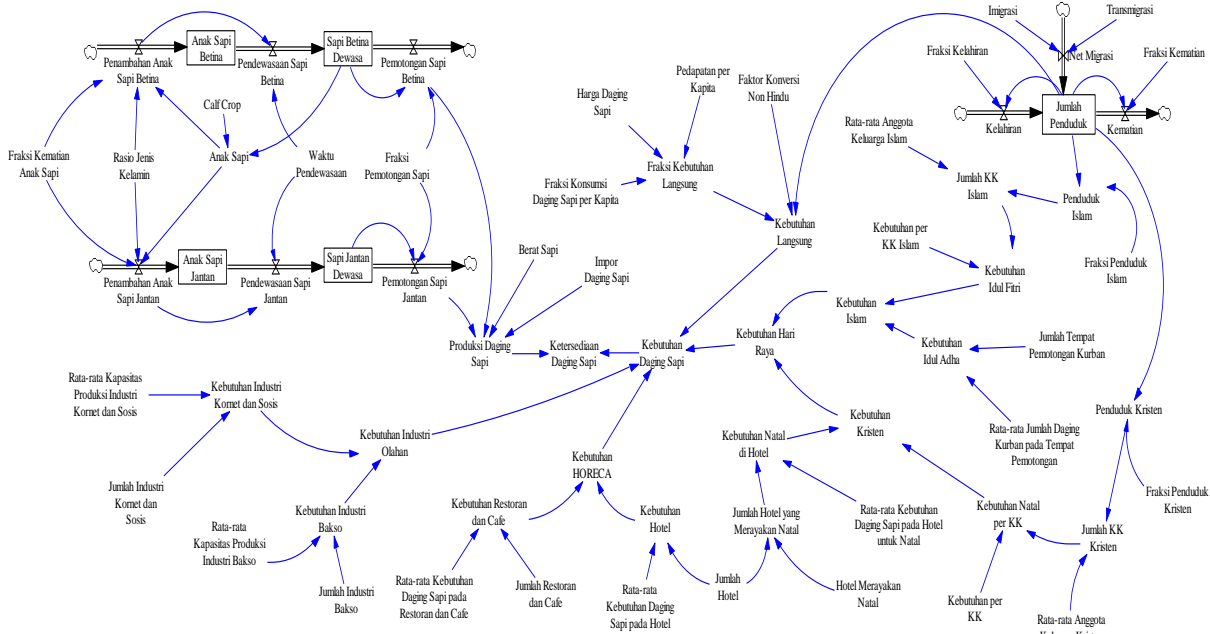 Imigrasi
Transmigrasi
Net Migrasi
Fraksi Kelahiran
Fraksi Kematian
Kelahiran
Jumlah
Penduduk
Kematian
Penambahan Anak
Sapi Betina
Anak Sapi
Betina
Pendewasaan Sapi
Betina
Sapi Betina
Dewasa
Pemotongan Sapi
Betina
Calf Crop
Fraksi Kematian
Anak Sapi
Rasio Jenis
Kelamin
Anak Sapi
Waktu
Pendewasaan
Fraksi
Pemotongan Sapi
Penambahan Anak
Sapi Jantan
Anak Sapi
Jantan
Pendewasaan Sapi
Jantan
Sapi Jantan
Dewasa
Pemotongan Sapi
Jantan
Harga Daging
Sapi
Pedapatan per
Kapita
Faktor Konversi
Non Hindu
Fraksi Kebutuhan
Langsung
Fraksi Konsumsi
Daging Sapi per Kapita
Kebutuhan
Langsung
Rata-rata Anggota
Keluarga Islam
Jumlah KK
Islam
Penduduk
Islam
Fraksi Penduduk
Islam
Kebutuhan per
KK Islam
Kebutuhan
Idul Fitri
Kebutuhan
Islam
Kebutuhan
Idul Adha
Jumlah Tempat
Pemotongan Kurban
Rata-rata Jumlah Daging
Kurban pada Tempat
Pemotongan
Berat Sapi
Impor
Daging Sapi
Produksi Daging
Sapi
Ketersediaan
Daging Sapi
Kebutuhan
Daging Sapi
Kebutuhan Hari
Raya
Rata-rata Kapasitas
Produksi Industri
Kornet dan Sosis
Kebutuhan Industri
Kornet dan Sosis
Jumlah Industri
Kornet dan
Sosis
Kebutuhan Industri
Olahan
Kebutuhan Industri
Bakso
Rata-rata
Kapasitas Produksi
Industri Bakso
Jumlah Industri
Bakso
Kebutuhan
HORECA
Kebutuhan Restoran
dan Cafe
Rata-rata Kebutuhan
Daging Sapi pada
Restoran dan Cafe
Jumlah Restoran
dan Cafe
Kebutuhan
Hotel
Rata-rata
Kebutuhan Daging
Sapi pada Hotel
Jumlah
Hotel
Kebutuhan Natal
di Hotel
Jumlah Hotel yang
Merayakan Natal
Hotel Merayakan
Natal
Rata-rata Kebutuhan
Daging Sapi pada Hotel
untuk Natal
Kebutuhan
Kristen
Kebutuhan Natal
per KK
Kebutuhan per
KK
Penduduk Kristen
Fraksi Penduduk
Kristen
Jumlah KK
Kristen
Rata-rata Anggota